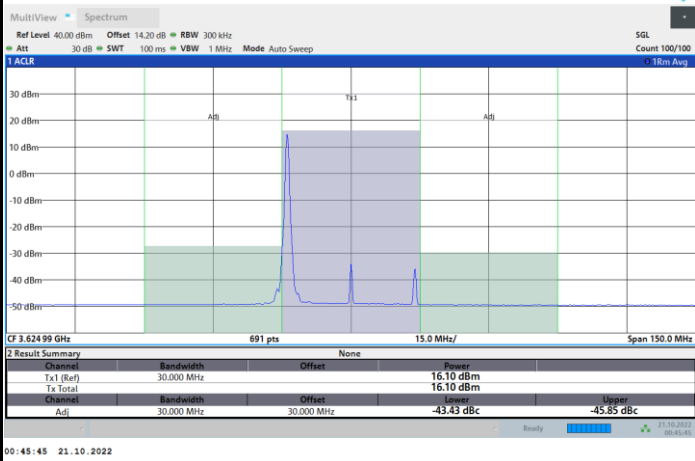 MultiView Spectrum
Ref Level 40.00 dBm Offset 14.20 dB RBW 300 kHz SGL
Att 30 dB SWT 100 ms VBW 1 MHz Mode Auto Sweep Count 100/100
1 ACLR 1Rm Avg
30 dBm
Tx1
20 dBm
Adj Adj
10 dBm
0 dBm
-10 dBm
-20 dBm
-30 dBm
-40 dBm
-50 dBm
CF 3.624 99 GHz 691 pts 15.0 MHz/ Span 150.0 MHz
2 Result Summary None
Channel Bandwidth Offset Power
Tx1 (Ref) 30.000 MHz 16.10 dBm
Tx Total 16.10 dBm
Channel Bandwidth Offset Lower Upper
Adj 30.000 MHz 30.000 MHz -43.43 dBc -45.85 dBc
Ready 21.10.2022
00:45:45
00:45:45 21.10.2022